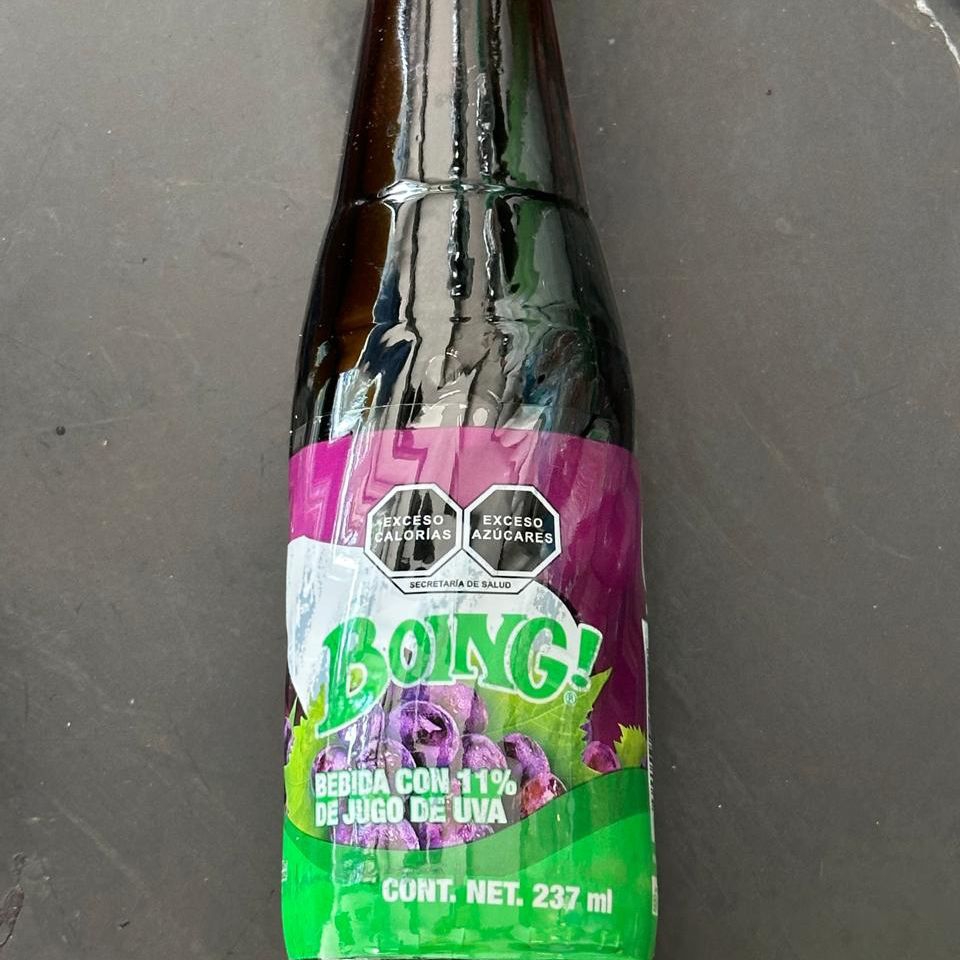 EXCESO
CALORÍAS
EXCESO
AZÚCARES
SECRETARÍA DE SALUD
BOING!®
BEBIDA CON 11%
DE JUGO DE UVA
CONT. NET. 237 ml